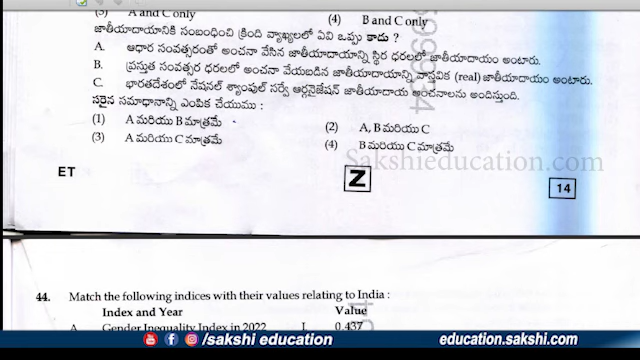 (3) A and C only
(4) B and C only
జాతీయాదాయానికి సంబంధించి క్రింది వ్యాఖ్యలలో ఏవి ఒప్పు కాదు ?
A. ఆధార సంవత్సరంతో అంచనా వేసిన జాతీయాదాయాన్ని స్థిర ధరలలో జాతీయాదాయం అంటారు.
B. ప్రస్తుత సంవత్సర ధరలలో అంచనా వేయబడిన జాతీయాదాయాన్ని వాస్తవిక (real) జాతీయాదాయం అంటారు.
C. భారతదేశంలో నేషనల్ శ్యాంపుల్ సర్వే ఆర్గనైజేషన్ జాతీయాదాయ అంచనాలను అందిస్తుంది.
సరైన సమాధానాన్ని ఎంపిక చేయుము :
(1) A మరియు B మాత్రమే
(2) A, B మరియు C
(3) A మరియు C మాత్రమే
(4) B మరియు C మాత్రమే
Sakshieducation.com
ET
Z
14
44. Match the following indices with their values relating to India :
Index and Year Value
A. Gender Inequality Index in 2022 I. 0.437
/sakshi education
education.sakshi.com